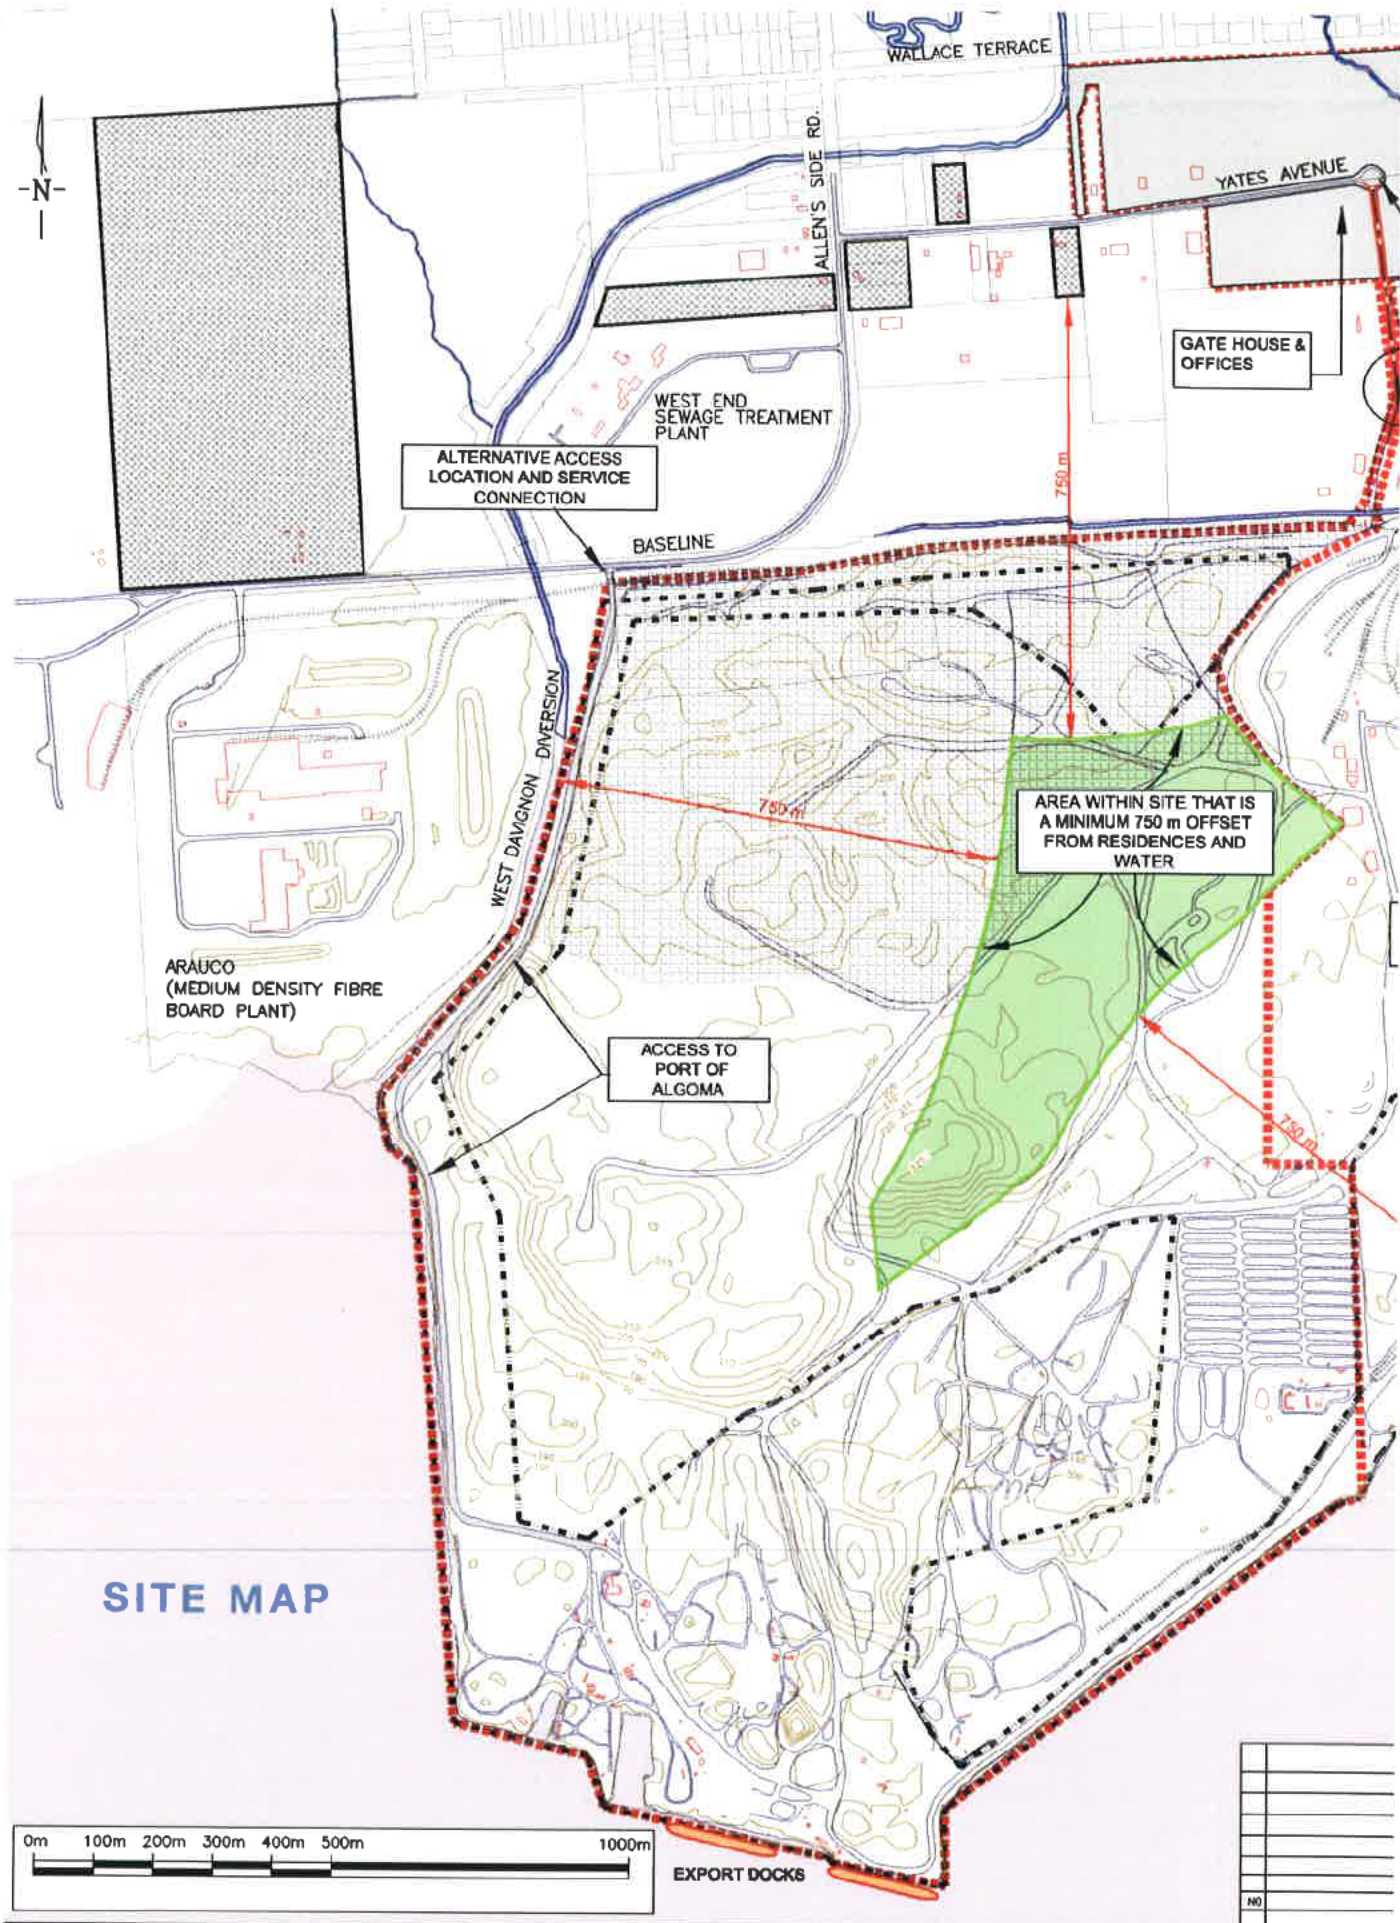 WALLACE TERRACE
ALLEN'S SIDE RD.
-N-
YATES AVENUE
GATE HOUSE &
OFFICES
WEST END
SEWAGE TREATMENT
PLANT
ALTERNATIVE ACCESS
LOCATION AND SERVICE
CONNECTION
750 m
BASELINE
WEST DAVIGNON DIVERSION
750 m
AREA WITHIN SITE THAT IS
A MINIMUM 750 m OFFSET
FROM RESIDENCES AND
WATER
ARAUCO
(MEDIUM DENSITY FIBRE
BOARD PLANT)
ACCESS TO
PORT OF
ALGOMA
750 m
SITE MAP
0m 100m 200m 300m 400m 500m 1000m
EXPORT DOCKS
NO